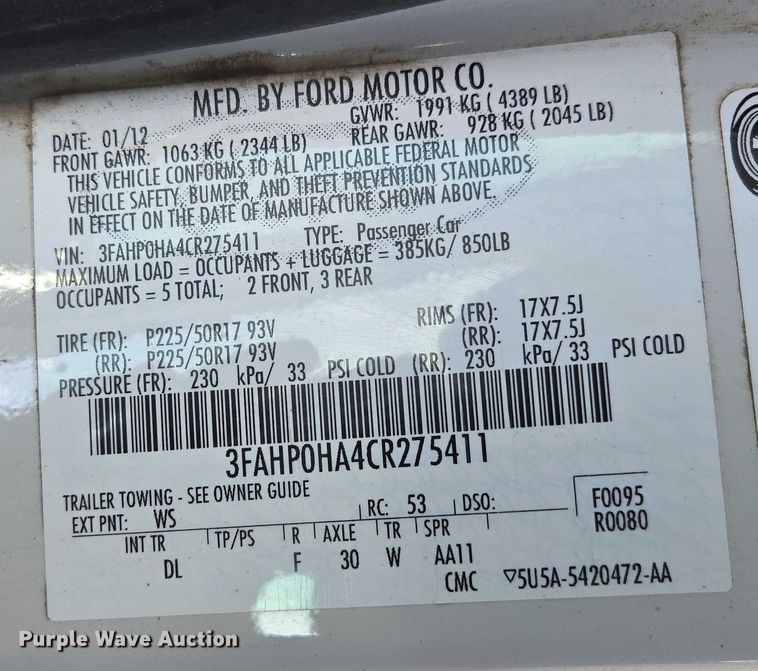 MFD. BY FORD MOTOR CO.
DATE: 01/12 GVWR: 1991 KG ( 4389 LB)
FRONT GAWR: 1063 KG ( 2344 LB) REAR GAWR: 928 KG ( 2045 LB)
THIS VEHICLE CONFORMS TO ALL APPLICABLE FEDERAL MOTOR
VEHICLE SAFETY, BUMPER, AND THEFT PREVENTION STANDARDS
IN EFFECT ON THE DATE OF MANUFACTURE SHOWN ABOVE.
VIN: 3FAHP0HA4CR275411 TYPE: Passenger Car
MAXIMUM LOAD = OCCUPANTS + LUGGAGE = 385KG/ 850LB
OCCUPANTS = 5 TOTAL; 2 FRONT, 3 REAR
TIRE (FR): P225/50R17 93V RIMS (FR): 17X7.5J
(RR): P225/50R17 93V (RR): 17X7.5J
PRESSURE (FR): 230 kPa/ 33 PSI COLD (RR): 230 kPa/ 33 PSI COLD
3FAHP0HA4CR275411
TRAILER TOWING - SEE OWNER GUIDE
EXT PNT: WS RC: 53 DSO: F0095
INT TR TP/PS R AXLE TR SPR R0080
DL F 30 W AA11
CMC ▽5U5A-5420472-AA
Purple Wave Auction